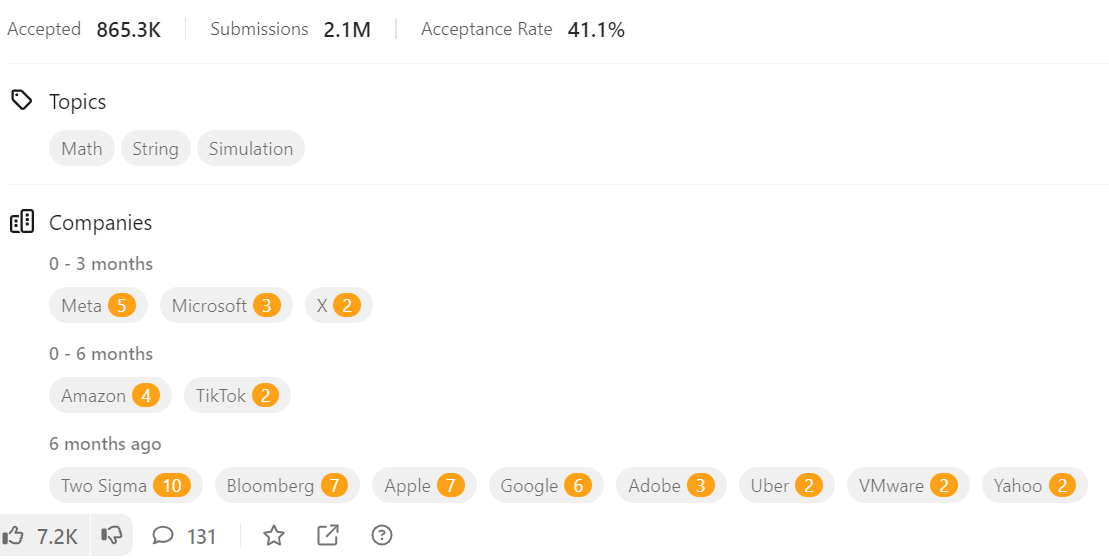 Accepted 865.3K Submissions 2.1M Acceptance Rate 41.1%
Topics
Math String Simulation
Companies
0 - 3 months
Meta 5 Microsoft 3 X 2
0 - 6 months
Amazon 4 TikTok 2
6 months ago
Two Sigma 10 Bloomberg 7 Apple 7 Google 6 Adobe 3 Uber 2 VMware 2 Yahoo 2
7.2K 131